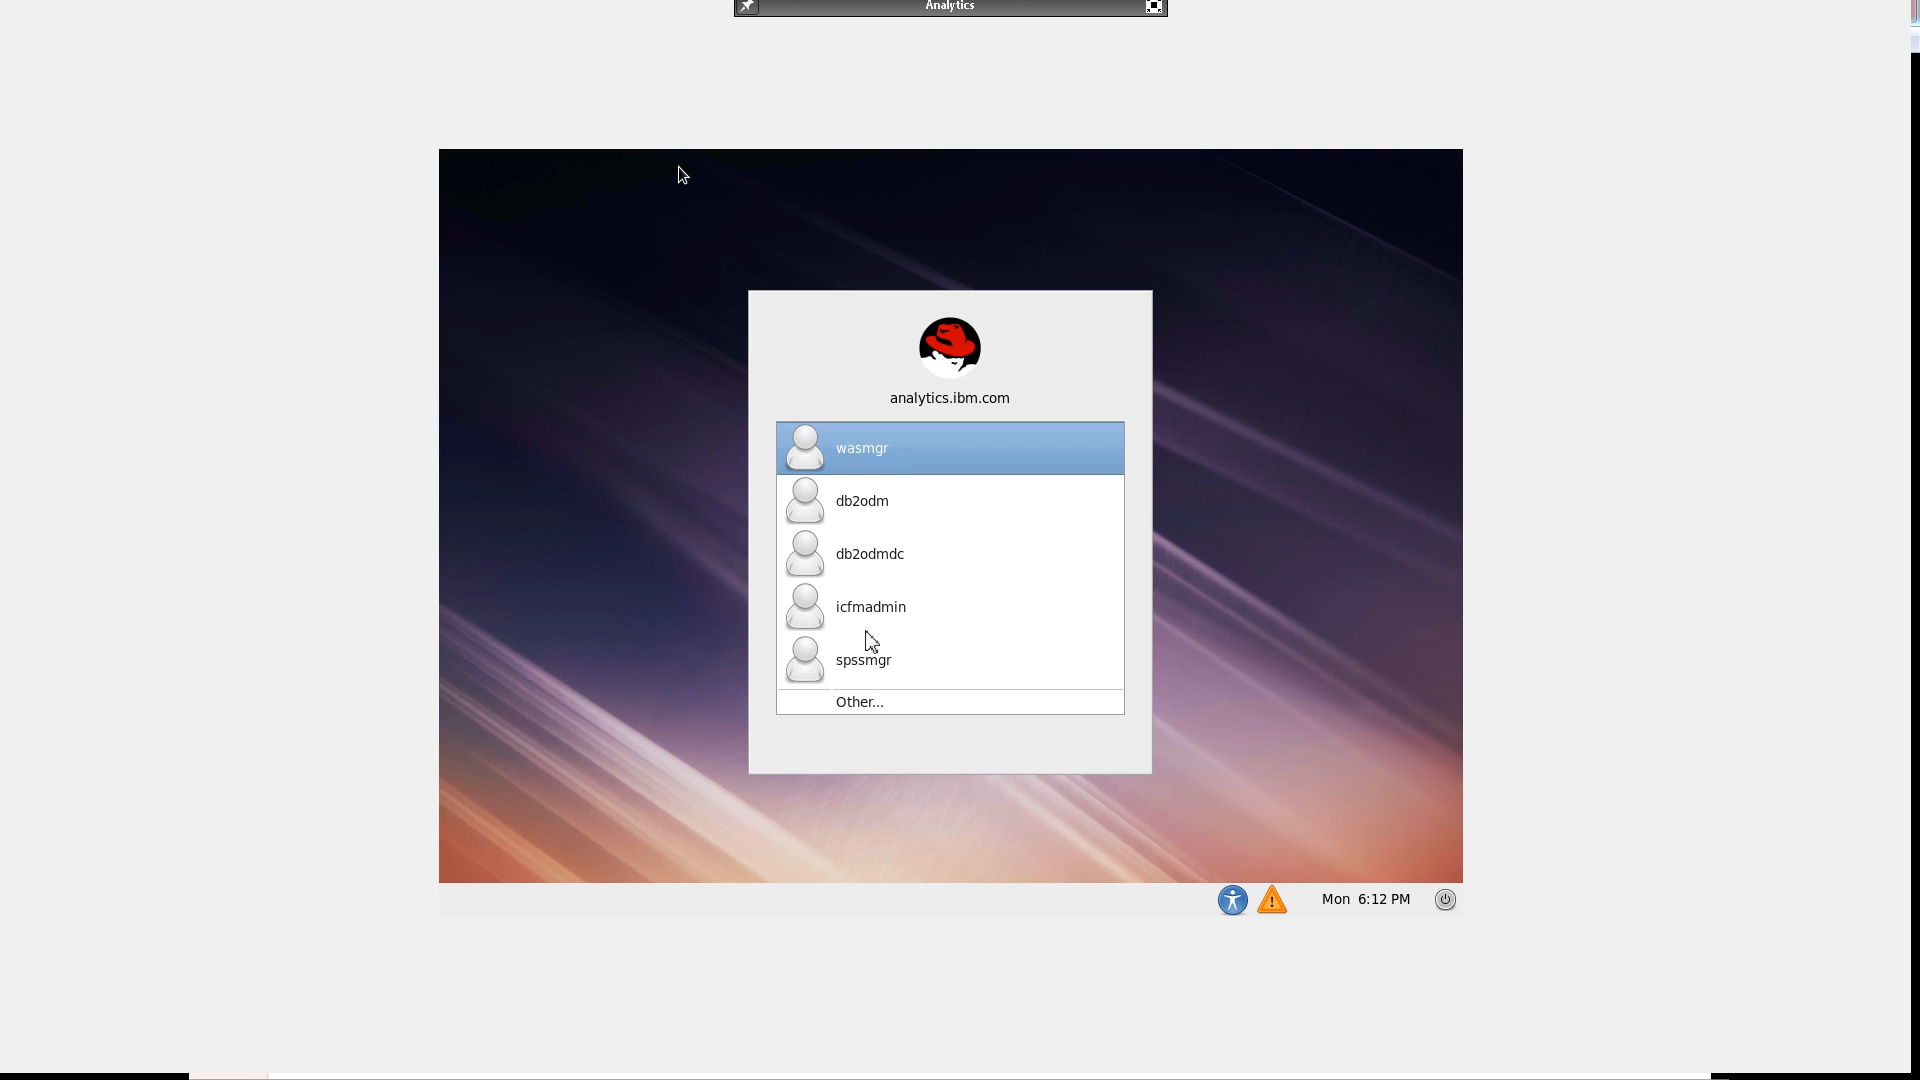 Analytics
analytics.ibm.com
wasmgr
db2odm
db2odmdc
icfmadmin
spssmgr
Other...
Mon 6:12 PM